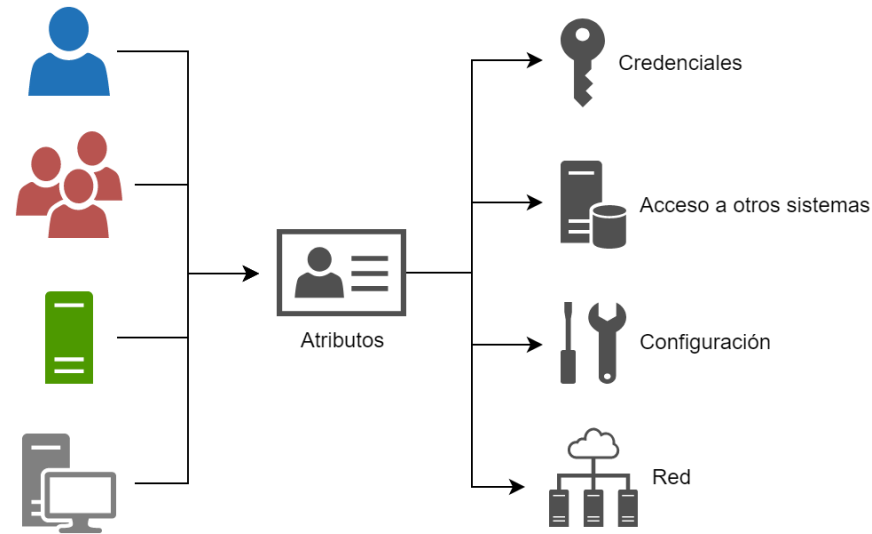 Credenciales
Acceso a otros sistemas
Atributos
Configuración
Red